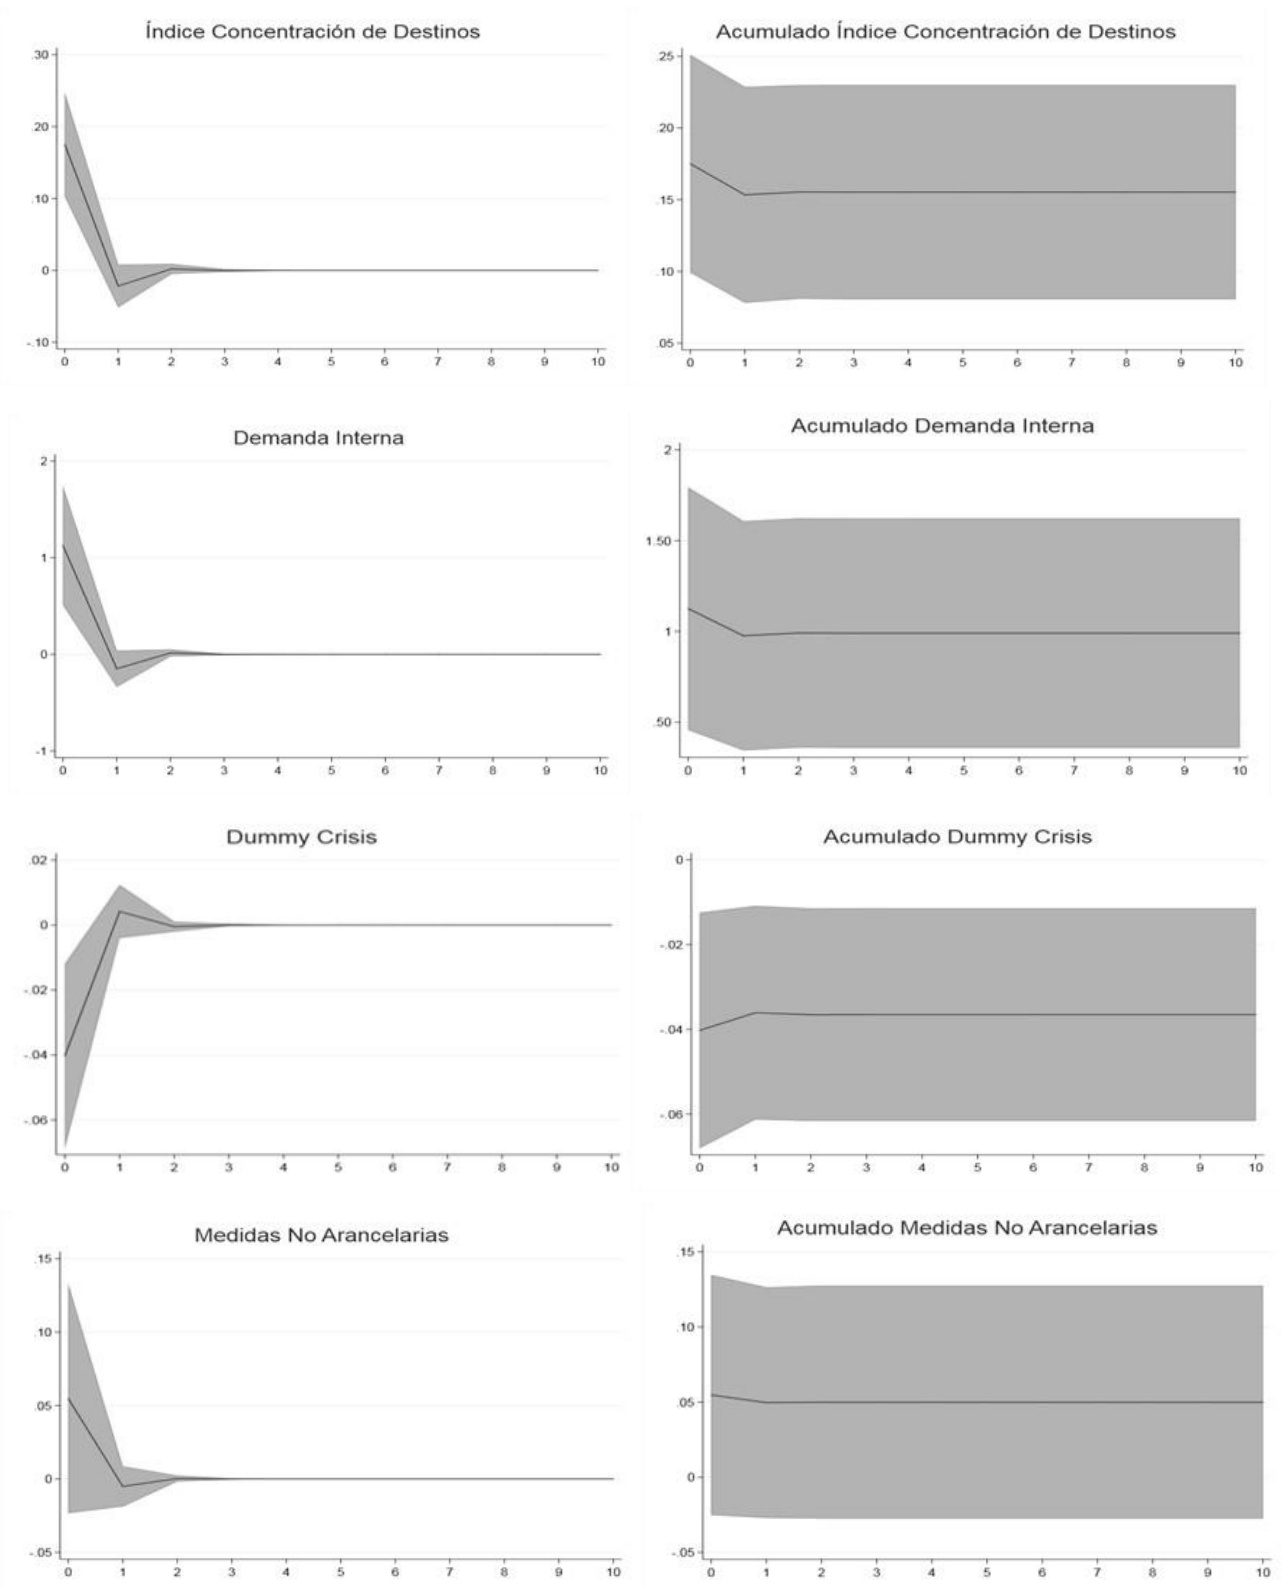 Índice Concentración de Destinos
.30
.20
.10
0
-.10
0 1 2 3 4 5 6 7 8 9 10
Acumulado Índice Concentración de Destinos
.25
.20
.15
.10
.05
0 1 2 3 4 5 6 7 8 9 10
Demanda Interna
2
1
0
-1
0 1 2 3 4 5 6 7 8 9 10
Acumulado Demanda Interna
2
1.50
1
.50
0 1 2 3 4 5 6 7 8 9 10
Dummy Crisis
.02
0
-.02
-.04
-.06
0 1 2 3 4 5 6 7 8 9 10
Acumulado Dummy Crisis
0
-.02
-.04
-.06
0 1 2 3 4 5 6 7 8 9 10
Medidas No Arancelarias
.15
.10
.05
0
-.05
0 1 2 3 4 5 6 7 8 9 10
Acumulado Medidas No Arancelarias
.15
.10
.05
0
-.05
0 1 2 3 4 5 6 7 8 9 10